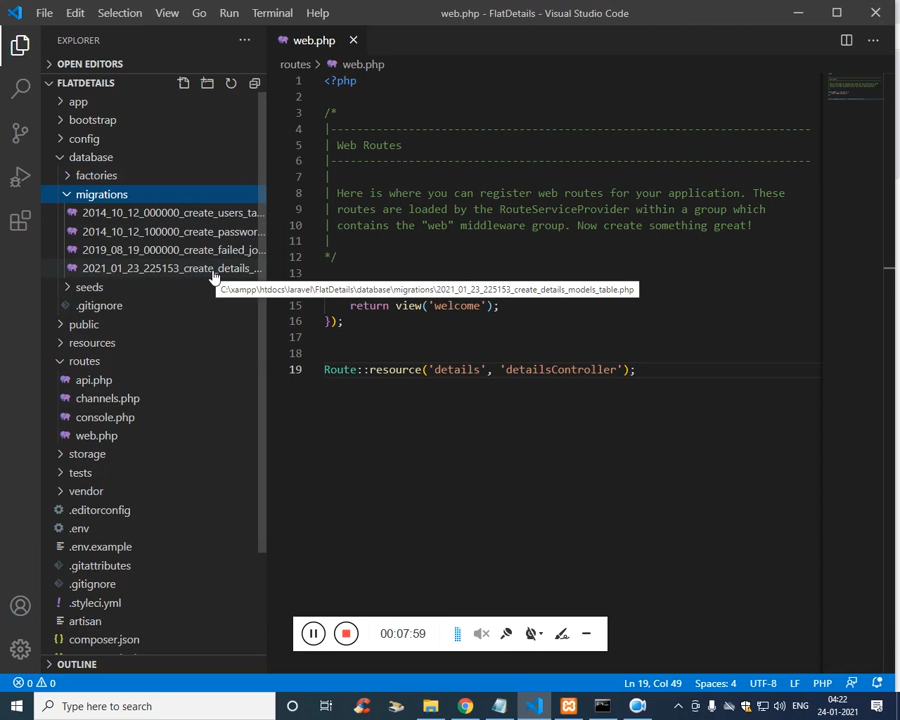 File Edit Selection View Go Run Terminal Help web.php - FlatDetails - Visual Studio Code
EXPLORER
web.php
OPEN EDITORS
routes > web.php
FLATDETAILS
app
bootstrap
config
database
factories
migrations
2014_10_12_000000_create_users_ta...
2014_10_12_100000_create_passwor...
2019_08_19_000000_create_failed_jo...
2021_01_23_225153_create_details_...
seeds
.gitignore
public
resources
routes
api.php
channels.php
console.php
web.php
storage
tests
vendor
.editorconfig
.env
.env.example
.gitattributes
.gitignore
.styleci.yml
artisan
composer.json
OUTLINE
1 <?php
2
3 /*
4 |--------------------------------------------------------------------------
5 | Web Routes
6 |--------------------------------------------------------------------------
7 |
8 | Here is where you can register web routes for your application. These
9 | routes are loaded by the RouteServiceProvider within a group which
10 | contains the "web" middleware group. Now create something great!
11 |
12 */
13
C:\xampp\htdocs\laravel\FlatDetails\database\migrations\2021_01_23_225153_create_details_models_table.php
15 return view('welcome');
16 });
17
18
19 Route::resource('details', 'detailsController');
00:07:59
0 0 Ln 19, Col 49 Spaces: 4 UTF-8 LF PHP
Type here to search
ENG
04:22
24-01-2021